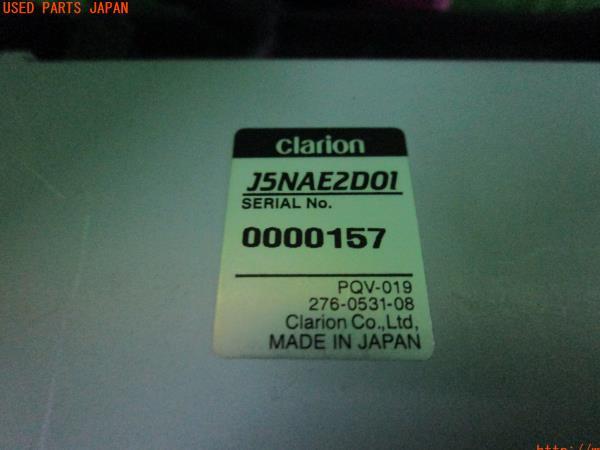 USED PARTS JAPAN
clarion
J5NAE2D01
SERIAL No.
0000157
PQV-019
276-0531-08
Clarion Co.,Ltd,
MADE IN JAPAN